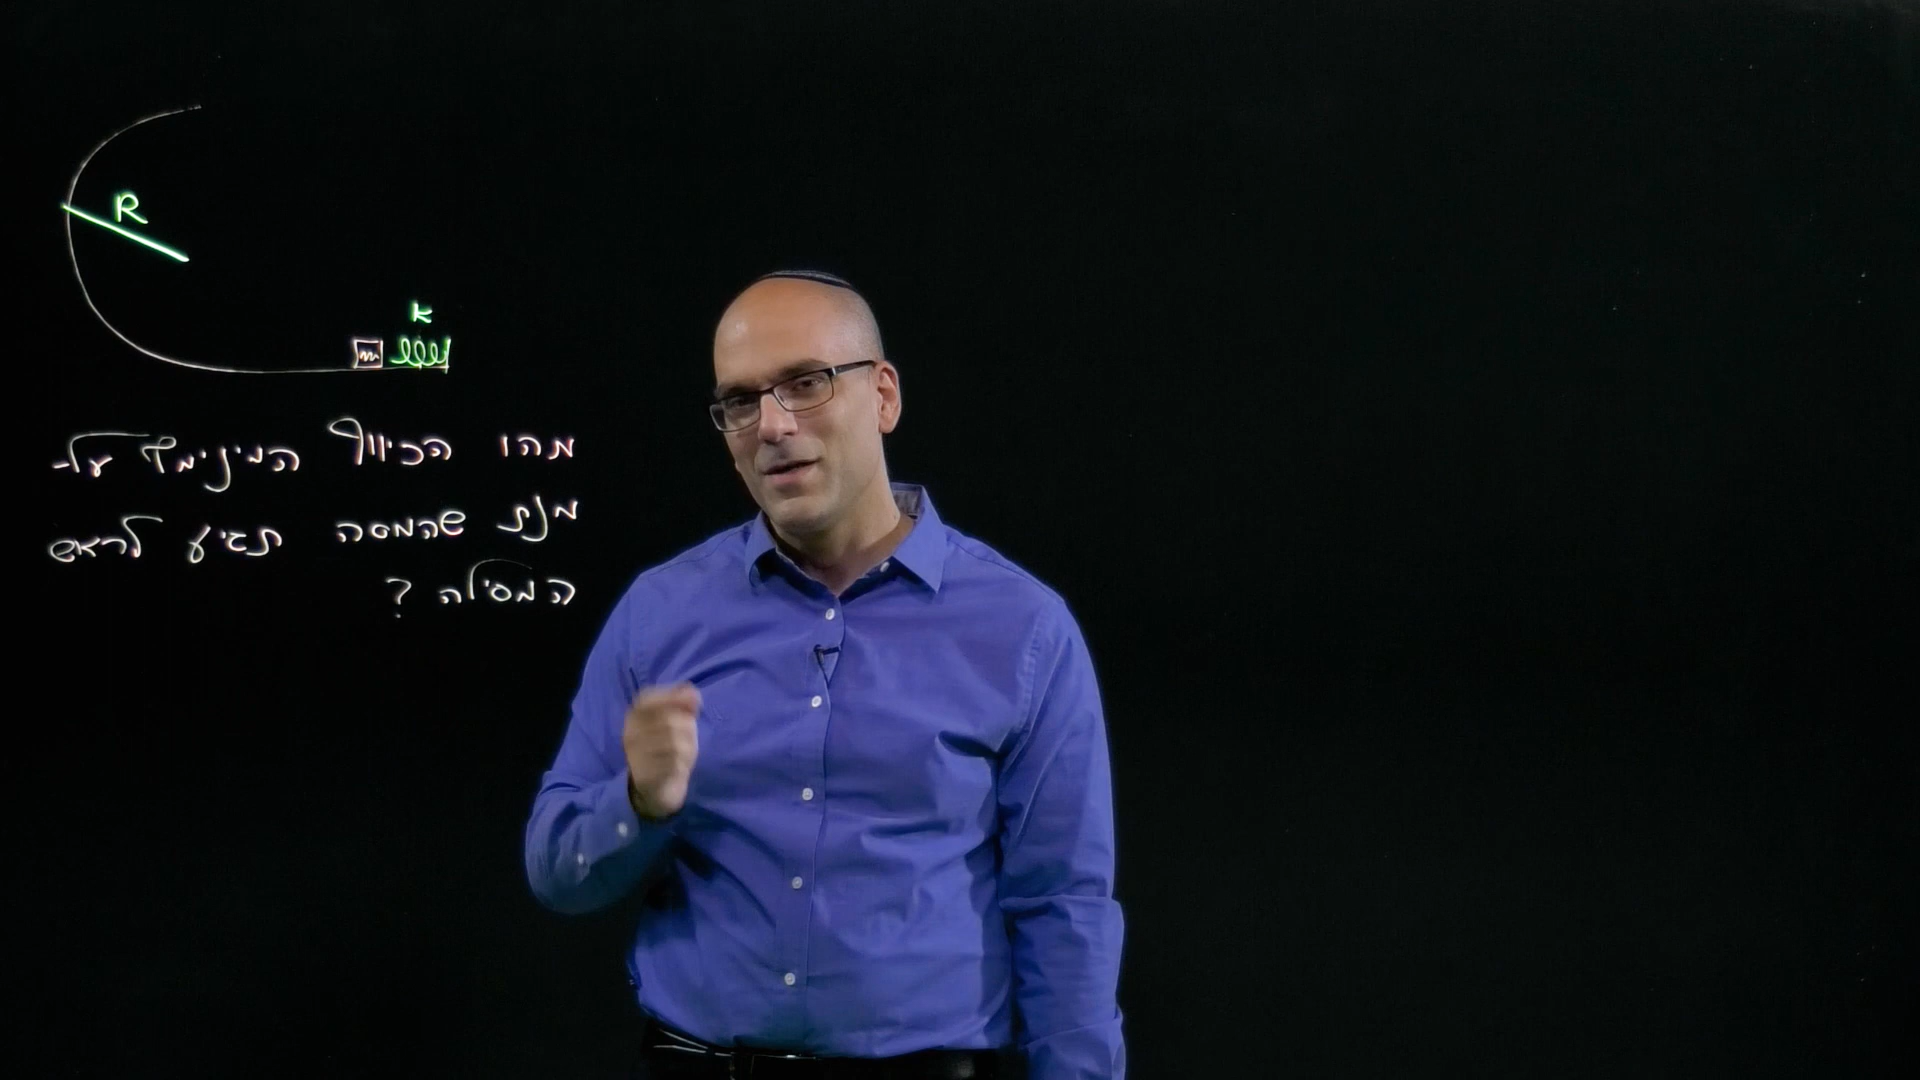 R
k
m
מהו הכיווץ המינימלי על-
מנת שהמסה תגיע לראש
המסילה ?